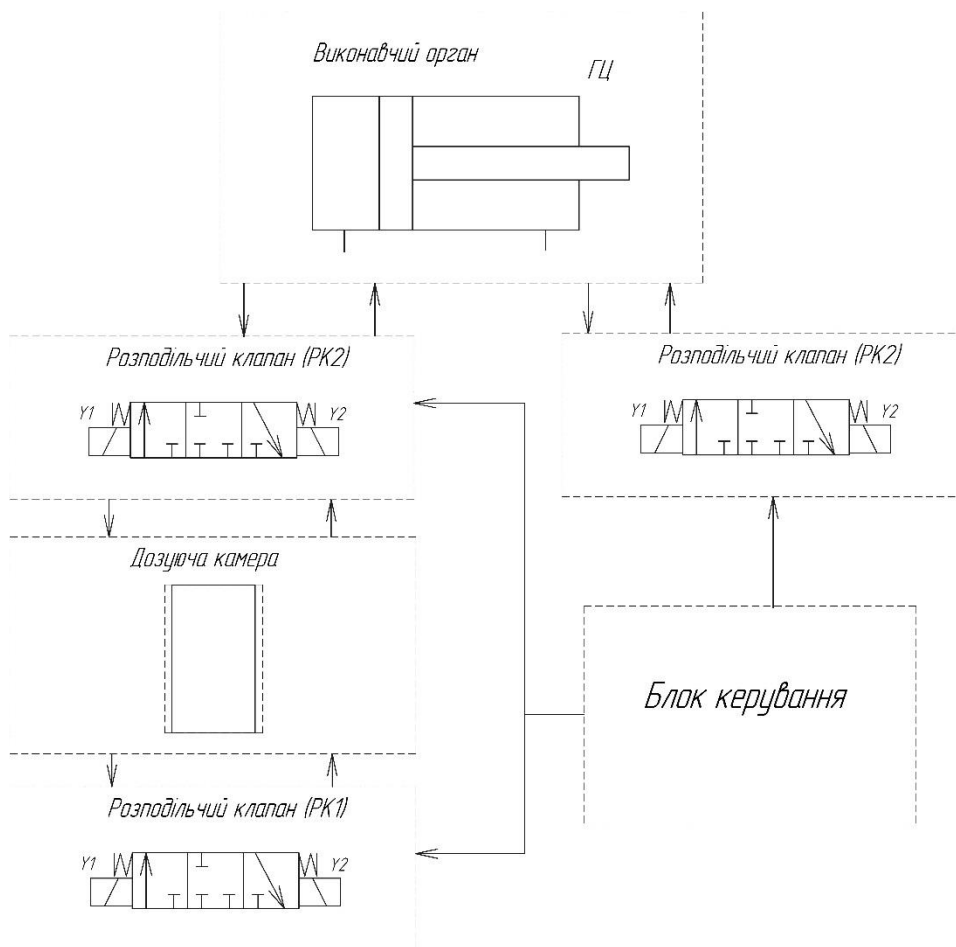 Виконавчий орган
ГЦ
Розподільчий клапан (РК2)
Y1
Y2
Розподільчий клапан (РК2)
Y1
Y2
Дозуюча камера
Блок керування
Розподільчий клапан (РК1)
Y1
Y2